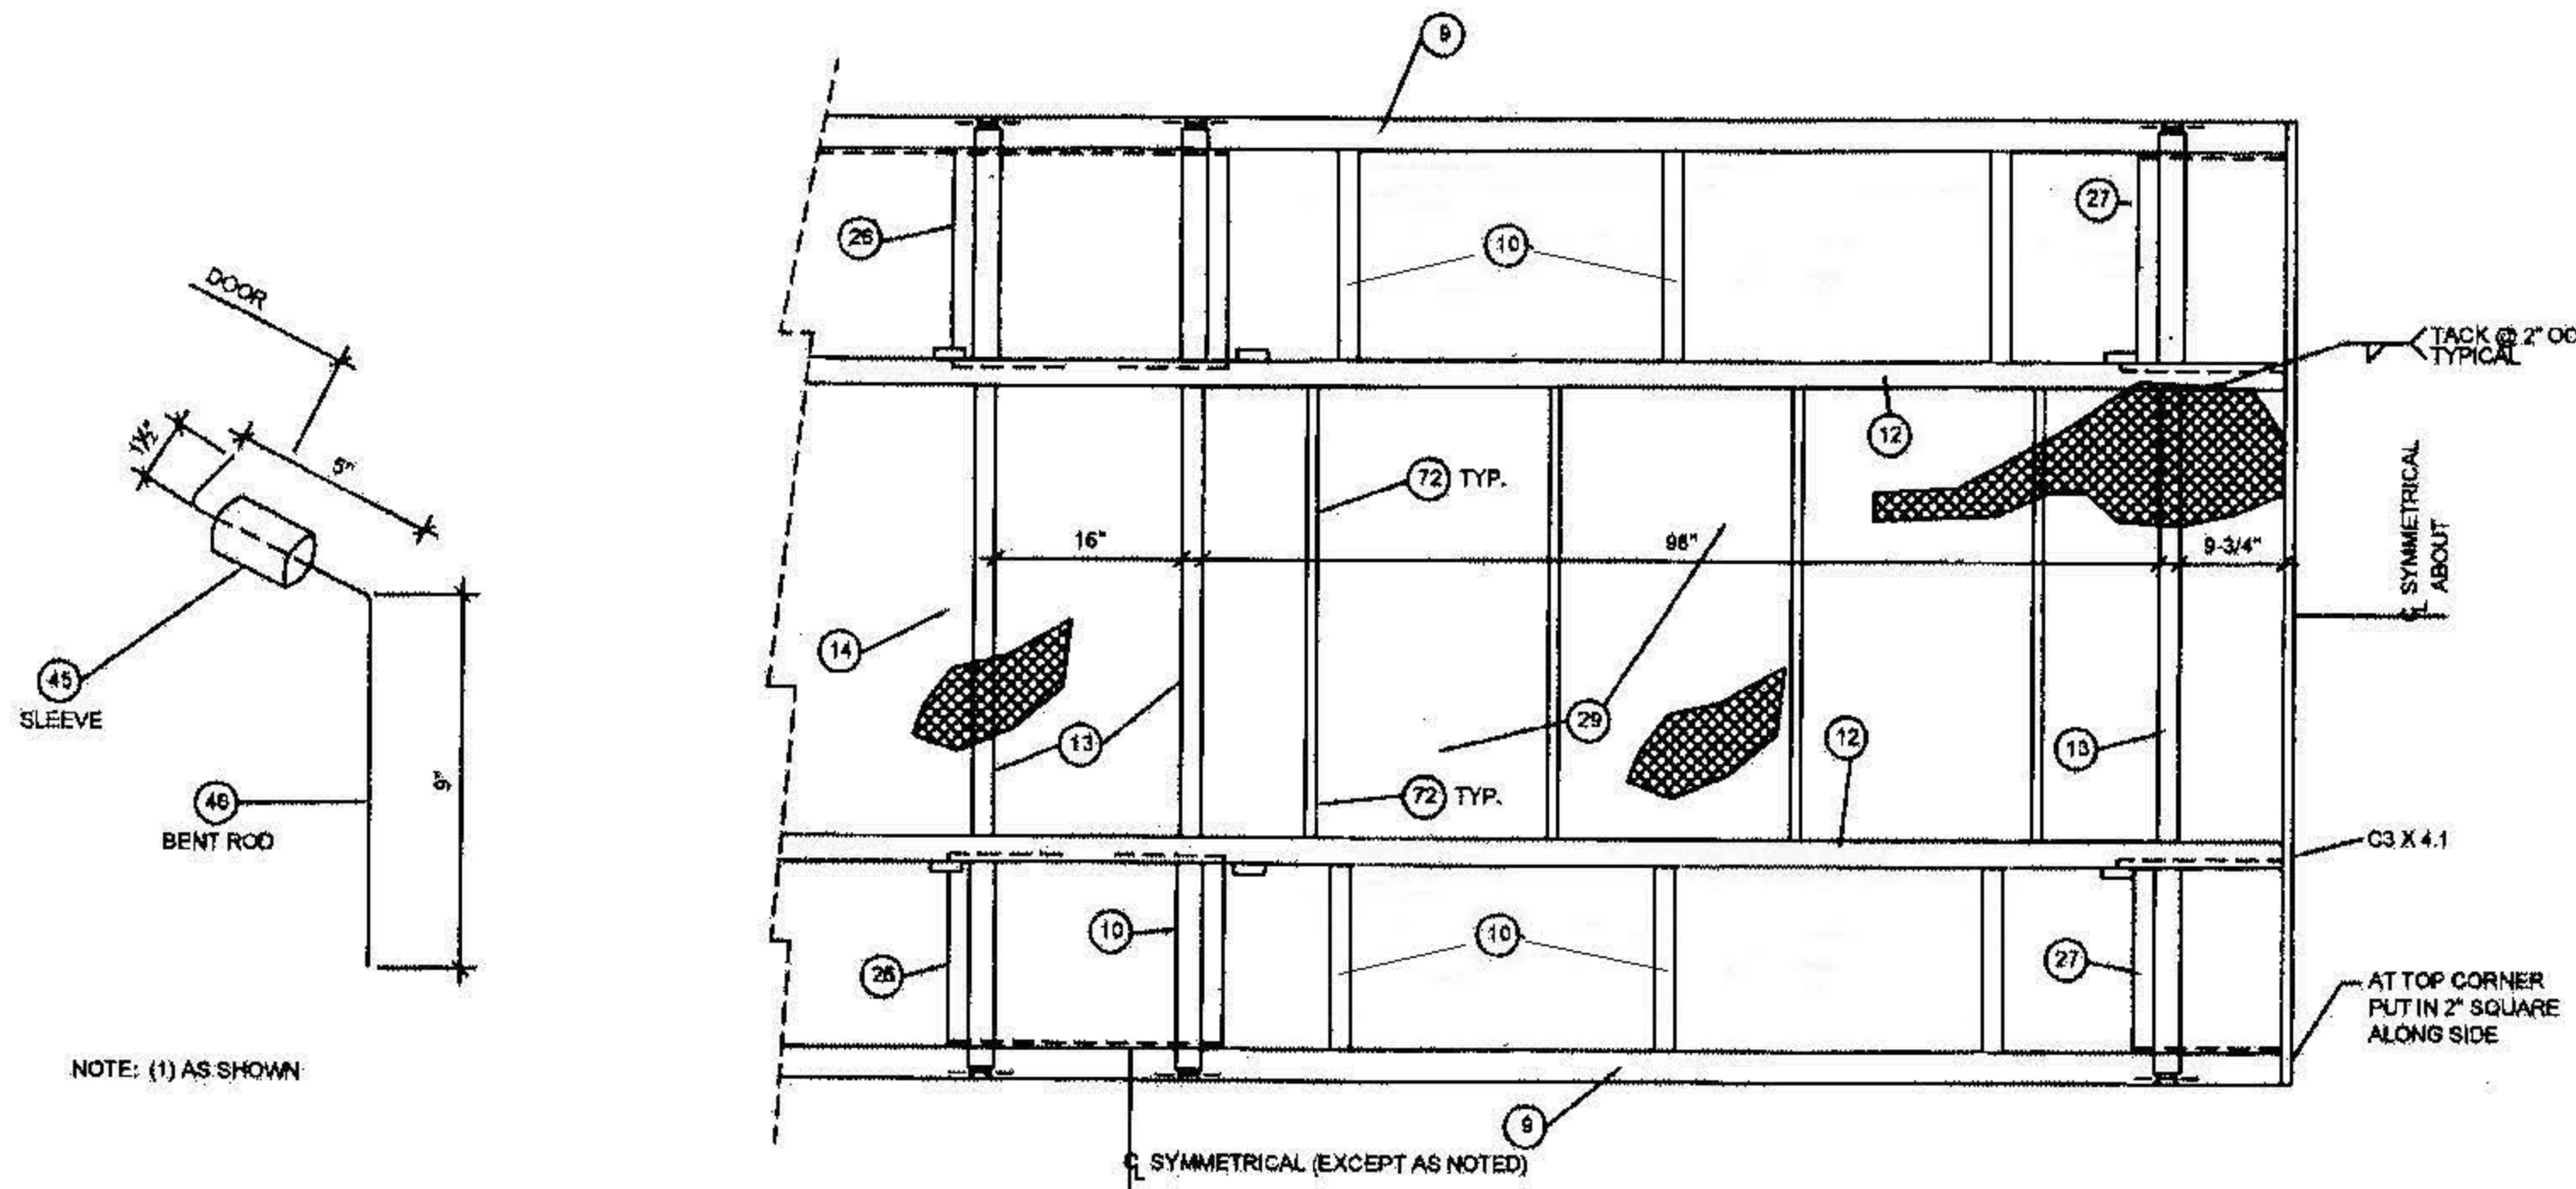 9
26
10
27
DOOR
TACK @ 2" OC
TYPICAL
1½"
5"
12
72 TYP.
SYMMETRICAL
ABOUT
16"
96"
9-3/4"
14
45
SLEEVE
29
13
12
13
46
BENT ROD
9"
72 TYP.
C3 X 4.1
10
10
26
27
AT TOP CORNER
PUT IN 2" SQUARE
ALONG SIDE
NOTE: (1) AS SHOWN
9
℄ SYMMETRICAL (EXCEPT AS NOTED)